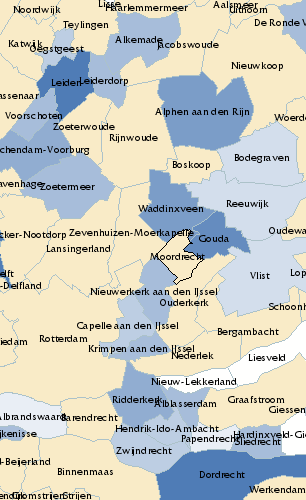 Lisse
Aalsmeer
Noordwijk
Haarlemmermeer
Uithoorn
De Ronde V
Teylingen
Katwijk
Alkemade
Jacobswoude
Oegstgeest
Nieuwkoop
Leiden
Leiderdorp
assenaar
Voorschoten
Alphen aan den Rijn
Woerde
Zoeterwoude
Rijnwoude
chendam-Voorburg
Bodegraven
Boskoop
avenhage
Zoetermeer
Reeuwijk
Waddinxveen
Oudewa
cker-Nootdorp
Zevenhuizen-Moerkapelle
Gouda
Lansingerland
Moordrecht
elft
Vlist
Lop
-Delfland
Nieuwerkerk aan den IJssel
Ouderkerk
Schoonh
Capelle aan den IJssel
Bergambacht
iedam
Rotterdam
Krimpen aan den IJssel
Nederlek
Liesveld
Nieuw-Lekkerland
Ridderkerk
Alblasserdam
Graafstroom
Giessen
Albrandswaard
Barendrecht
Hendrik-Ido-Ambacht
Papendrecht
Hardinxveld-Gi
jkenisse
Sliedrecht
Zwijndrecht
-Beijerland
Binnenmaas
Dordrecht
Werkendam
Cromstrijen
Strijen